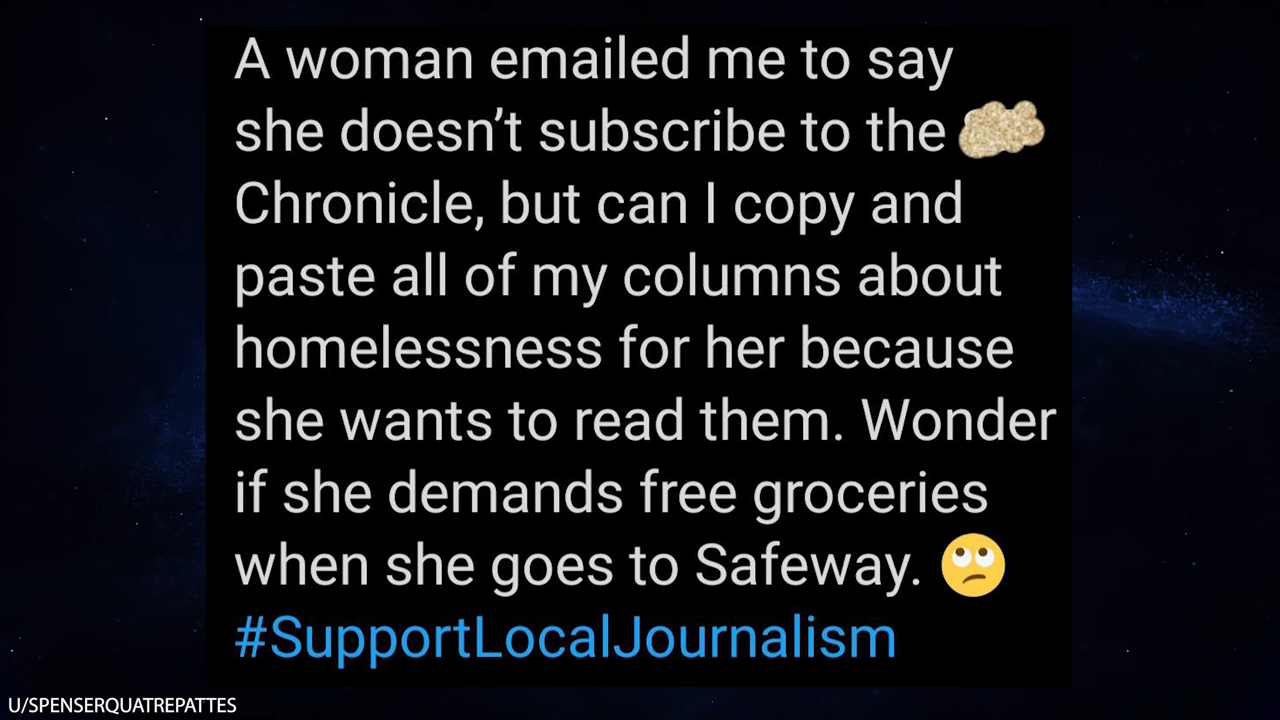 A woman emailed me to say
she doesn’t subscribe to the
Chronicle, but can I copy and
paste all of my columns about
homelessness for her because
she wants to read them. Wonder
if she demands free groceries
when she goes to Safeway. 🙄
#SupportLocalJournalism
U/SPENSERQUATREPATTES